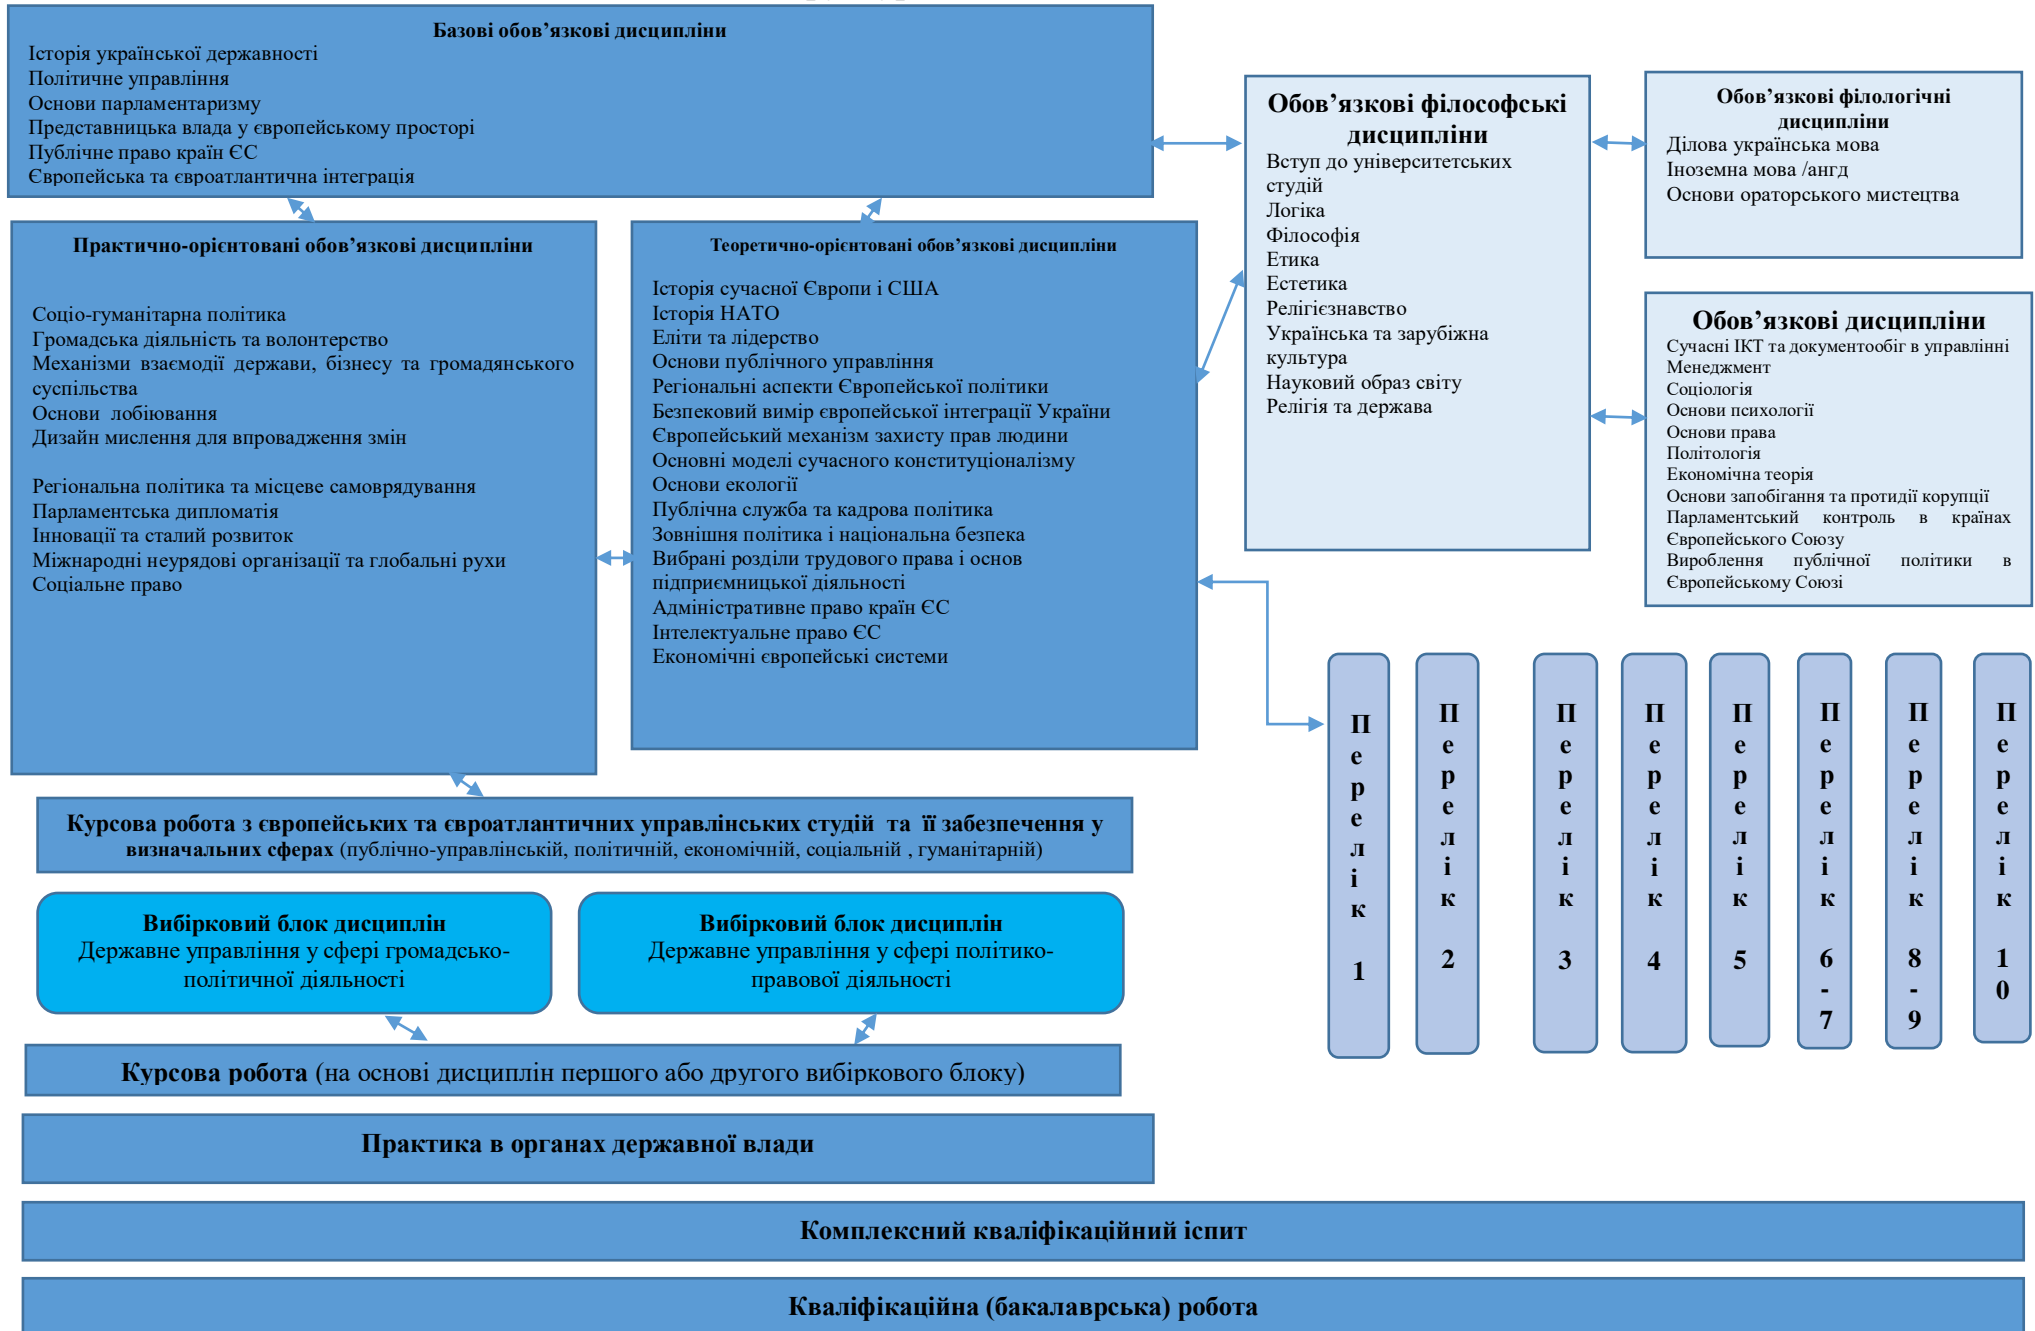 Базові обов’язкові дисципліни
Історія української державності
Політичне управління
Основи парламентаризму
Представницька влада у європейському просторі
Публічне право країн ЄС
Європейська та євроатлантична інтеграція
Обов’язкові філософські
дисципліни
Вступ до університетських
студій
Логіка
Філософія
Етика
Естетика
Релігієзнавство
Українська та зарубіжна
культура
Науковий образ світу
Релігія та держава
Обов’язкові філологічні
дисципліни
Ділова українська мова
Іноземна мова /ангд
Основи ораторського мистецтва
Практично-орієнтовані обов’язкові дисципліни
Соціо-гуманітарна політика
Громадська діяльність та волонтерство
Механізми взаємодії держави, бізнесу та громадянського
суспільства
Основи лобіювання
Дизайн мислення для впровадження змін
Регіональна політика та місцеве самоврядування
Парламентська дипломатія
Інновації та сталий розвиток
Міжнародні неурядові організації та глобальні рухи
Соціальне право
Теоретично-орієнтовані обов’язкові дисципліни
Історія сучасної Європи і США
Історія НАТО
Еліти та лідерство
Основи публічного управління
Регіональні аспекти Європейської політики
Безпековий вимір європейської інтеграції України
Європейський механізм захисту прав людини
Основні моделі сучасного конституціоналізму
Основи екології
Публічна служба та кадрова політика
Зовнішня політика і національна безпека
Вибрані розділи трудового права і основ
підприємницької діяльності
Адміністративне право країн ЄС
Інтелектуальне право ЄС
Економічні європейські системи
Обов’язкові дисципліни
Сучасні ІКТ та документообіг в управлінні
Менеджмент
Соціологія
Основи психології
Основи права
Політологія
Економічна теорія
Основи запобігання та протидії корупції
Парламентський контроль в країнах
Європейського Союзу
Вироблення публічної політики в
Європейському Союзі
Перелік 1
Перелік 2
Перелік 3
Перелік 4
Перелік 5
Перелік 6-7
Перелік 8-9
Перелік 10
Курсова робота з європейських та євроатлантичних управлінських студій та її забезпечення у
визначальних сферах (публічно-управлінській, політичній, економічній, соціальній , гуманітарній)
Вибірковий блок дисциплін
Державне управління у сфері громадсько-
політичної діяльності
Вибірковий блок дисциплін
Державне управління у сфері політико-
правової діяльності
Курсова робота (на основі дисциплін першого або другого вибіркового блоку)
Практика в органах державної влади
Комплексний кваліфікаційний іспит
Кваліфікаційна (бакалаврська) робота